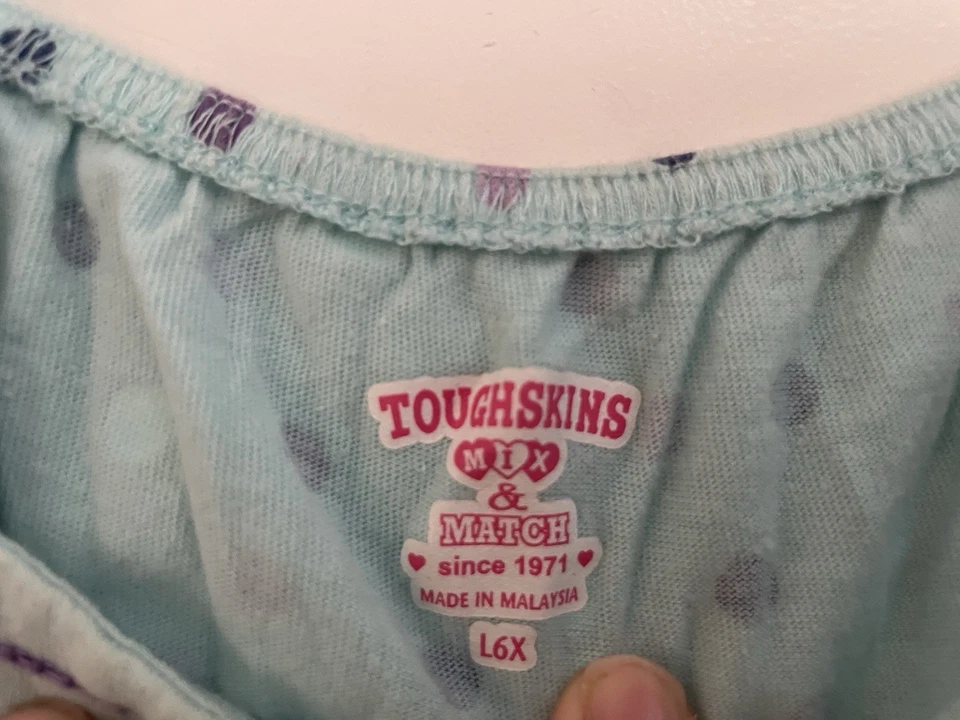 TOUGHSKINS
MIX
&
MATCH
since 1971
MADE IN MALAYSIA
L6X